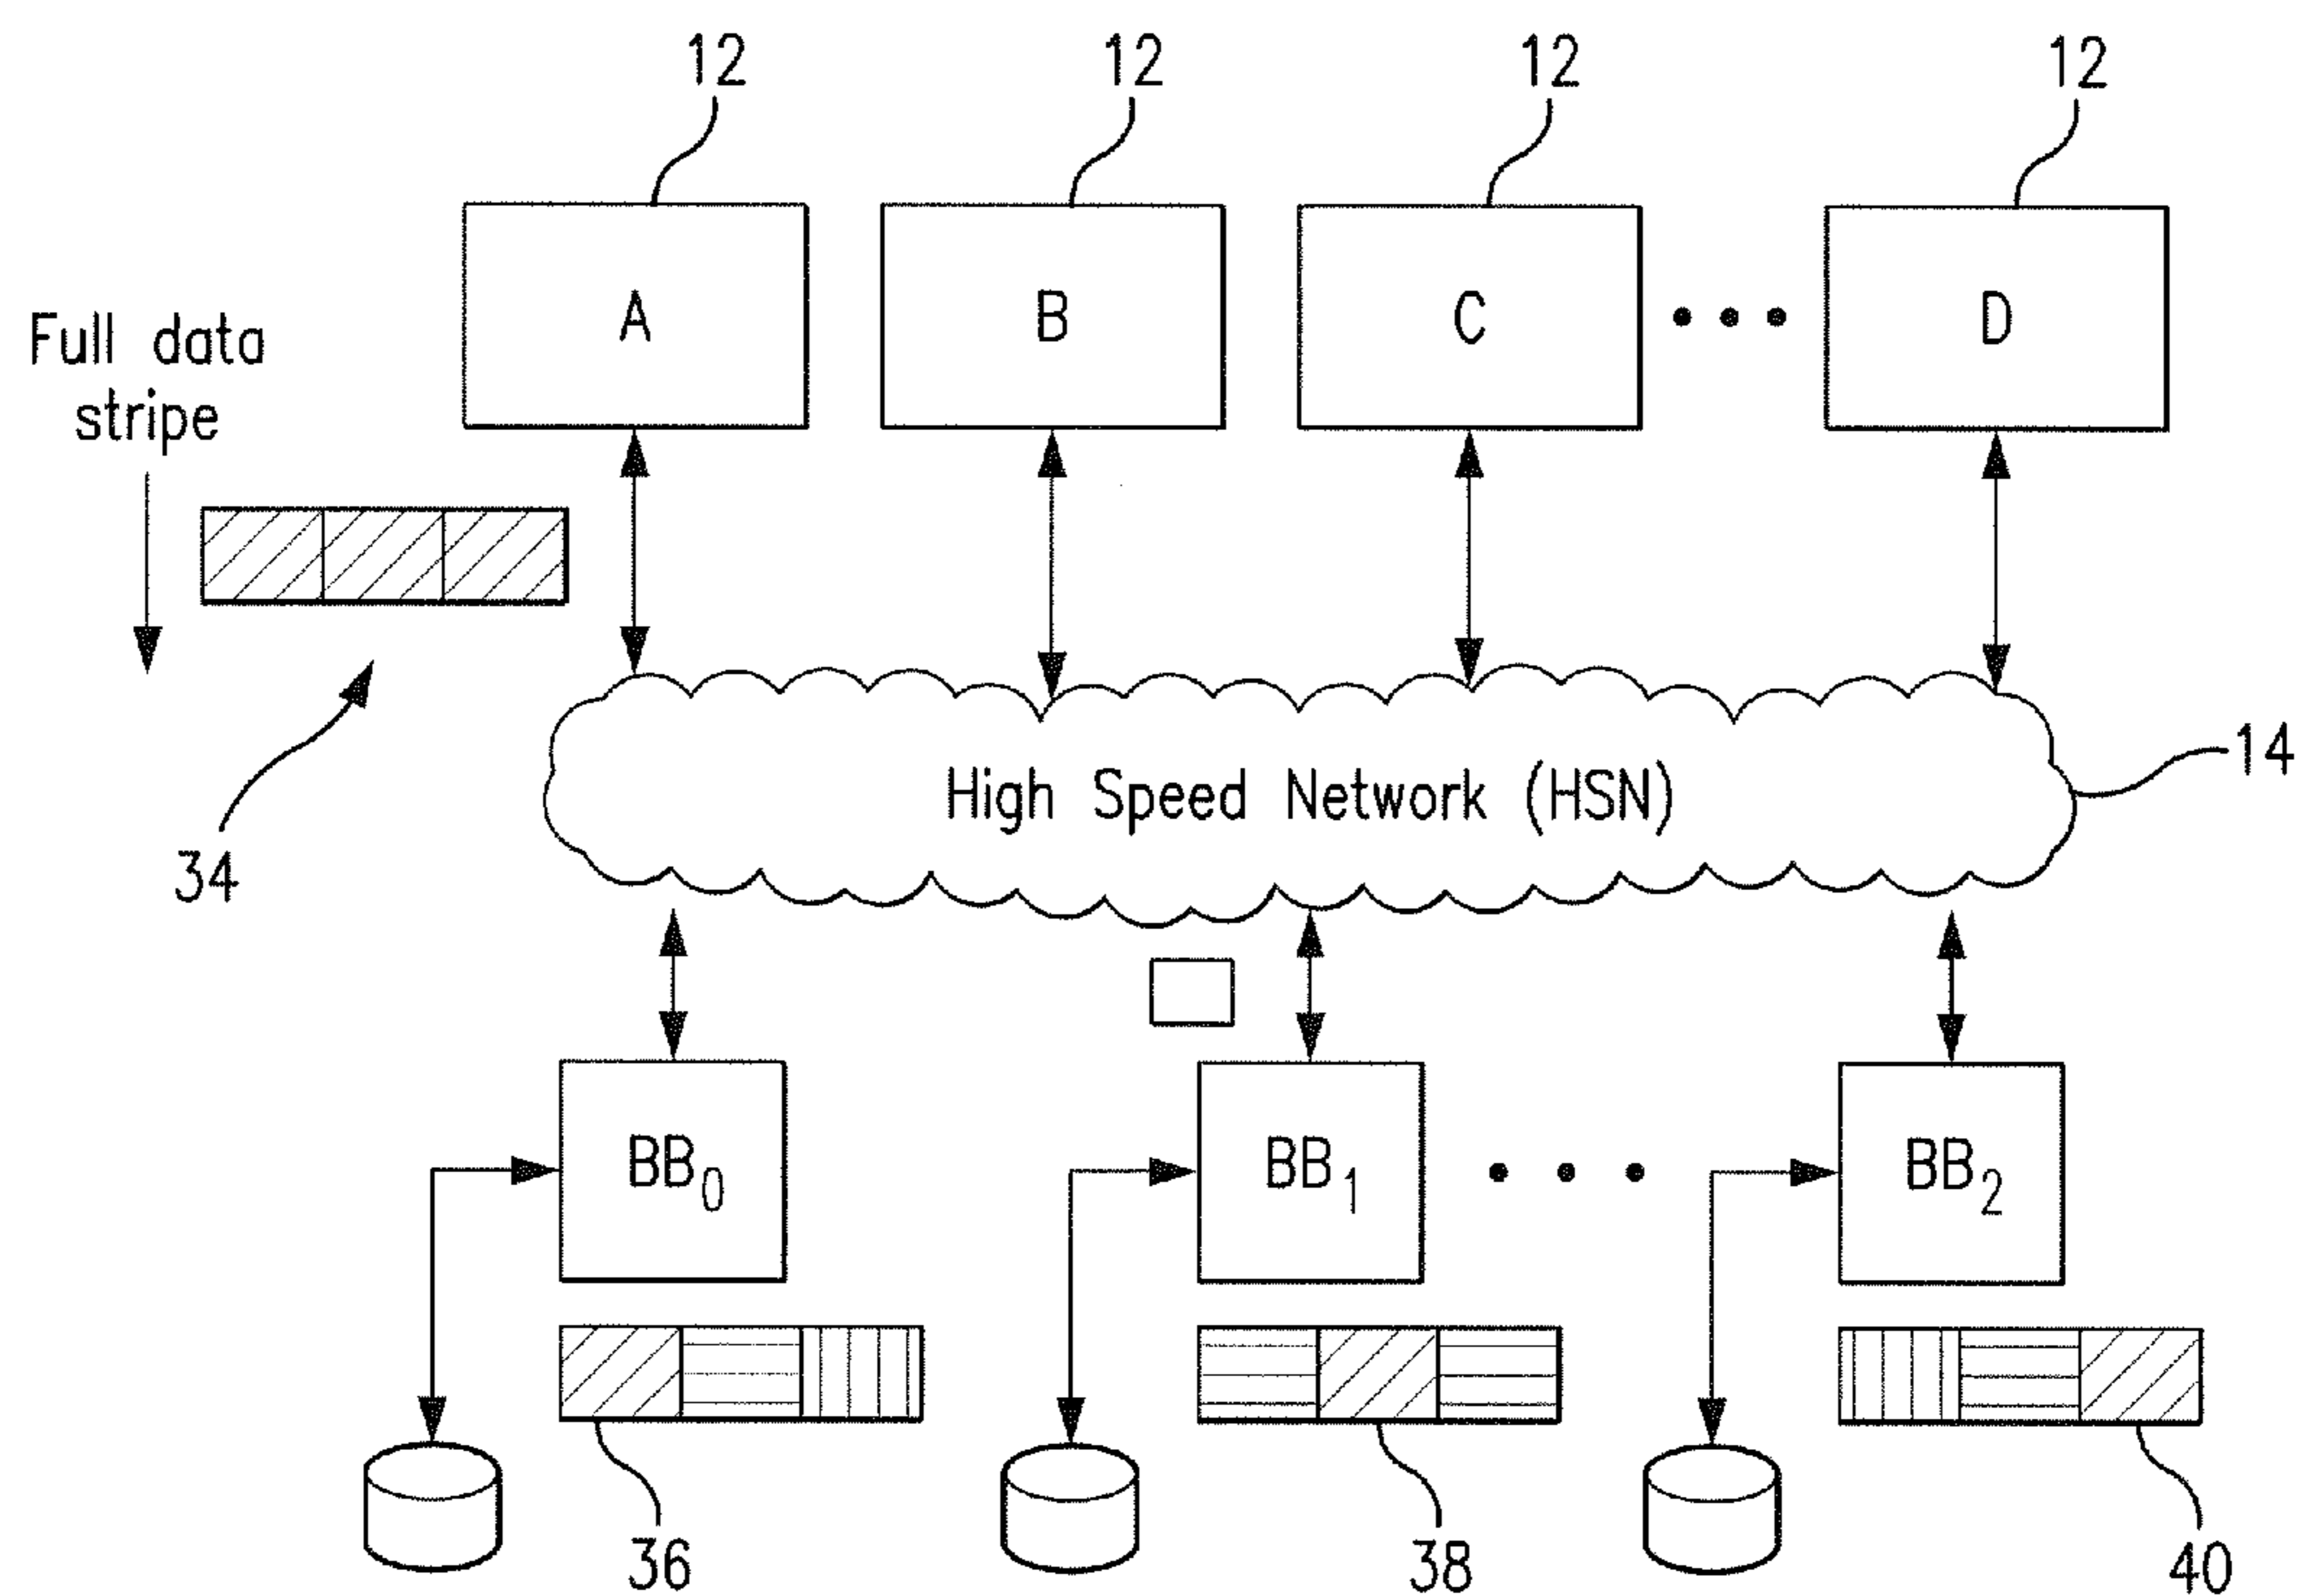 12 12 12 12
A B C D
Full data
stripe
High Speed Network (HSN)
14
34
BB0 BB1 BB2
36 38 40